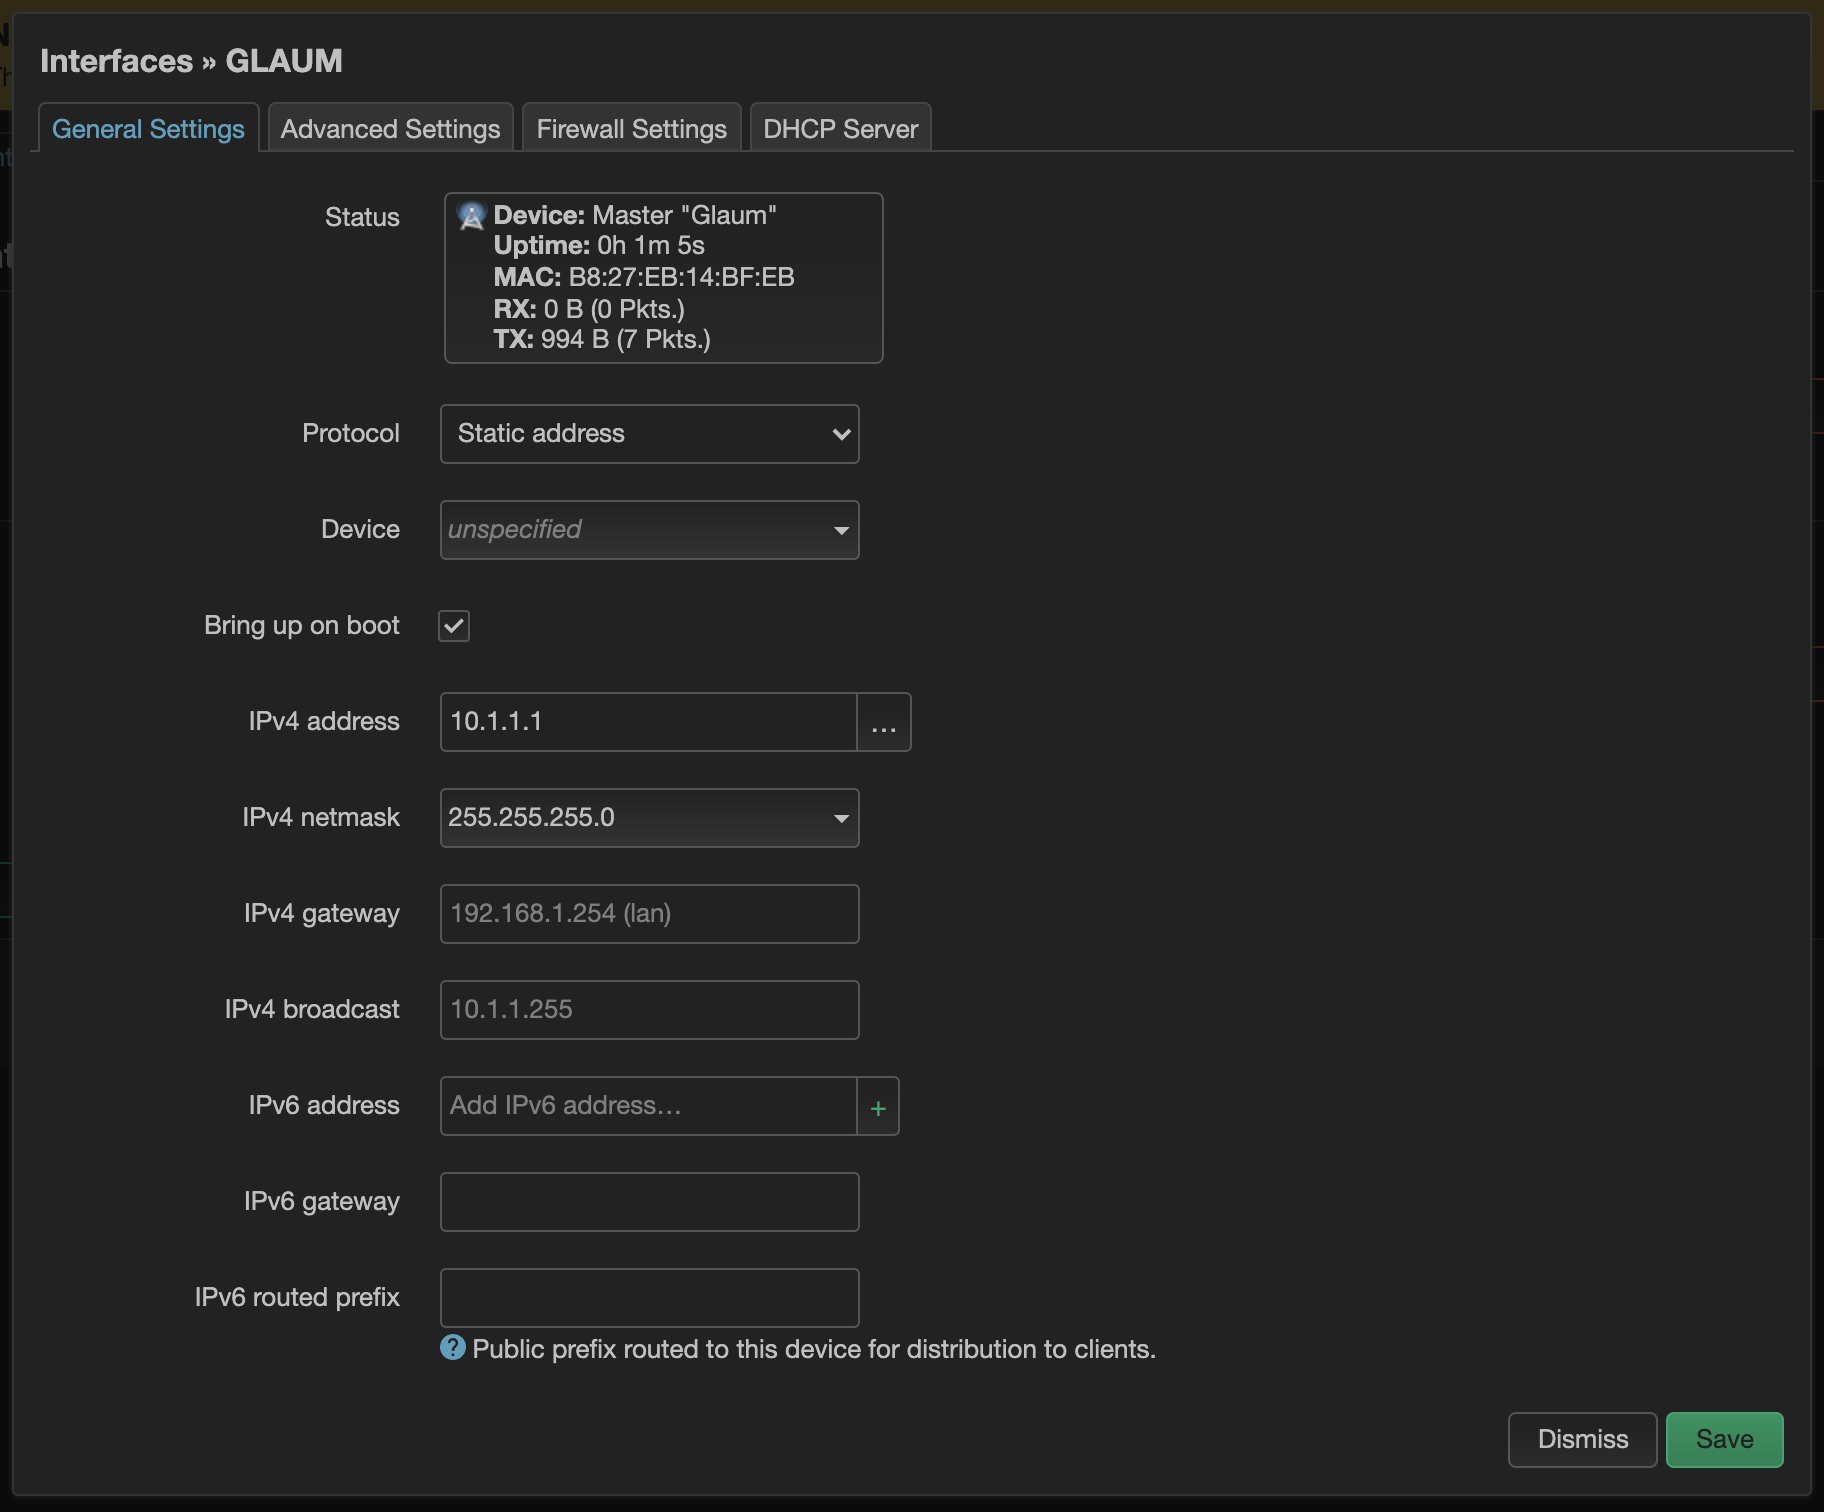 Interfaces » GLAUM
General Settings
Advanced Settings
Firewall Settings
DHCP Server
Status
Device: Master "Glaum"
Uptime: 0h 1m 5s
MAC: B8:27:EB:14:BF:EB
RX: 0 B (0 Pkts.)
TX: 994 B (7 Pkts.)
Protocol
Static address
Device
unspecified
Bring up on boot
IPv4 address
10.1.1.1
...
IPv4 netmask
255.255.255.0
IPv4 gateway
192.168.1.254 (lan)
IPv4 broadcast
10.1.1.255
IPv6 address
Add IPv6 address…
+
IPv6 gateway
IPv6 routed prefix
? Public prefix routed to this device for distribution to clients.
Dismiss
Save